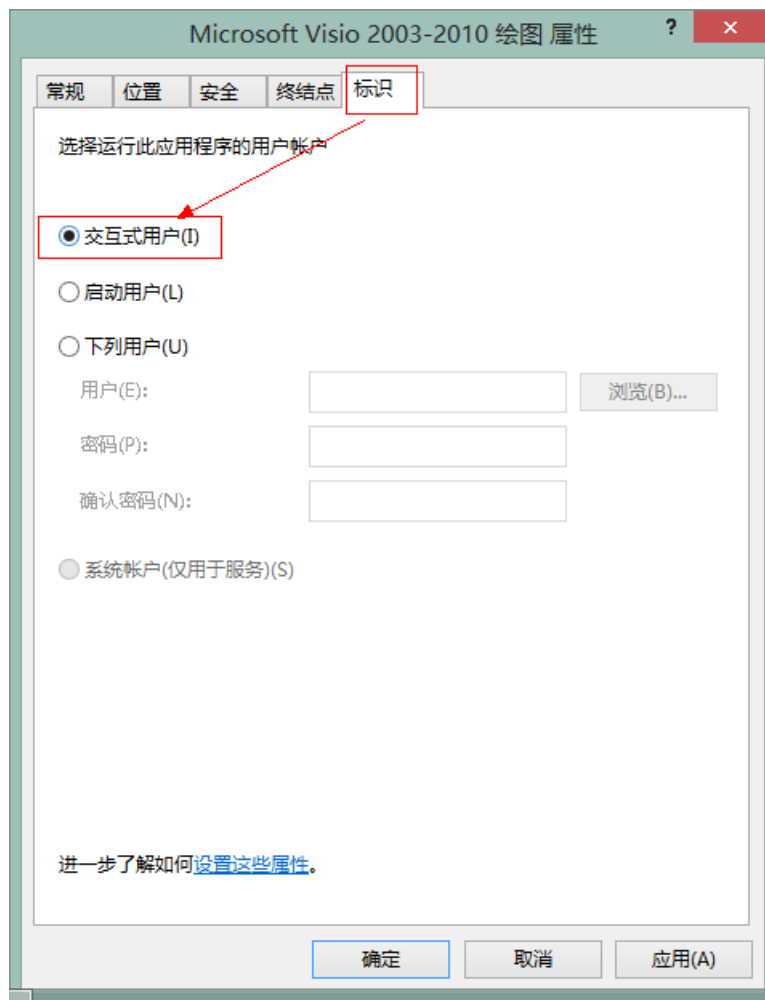 Microsoft Visio 2003-2010 绘图 属性
?
常规 位置 安全 终结点 标识
选择运行此应用程序的用户帐户
交互式用户(I)
启动用户(L)
下列用户(U)
用户(E):
浏览(B)...
密码(P):
确认密码(N):
系统帐户(仅用于服务)(S)
进一步了解如何设置这些属性。
确定 取消 应用(A)